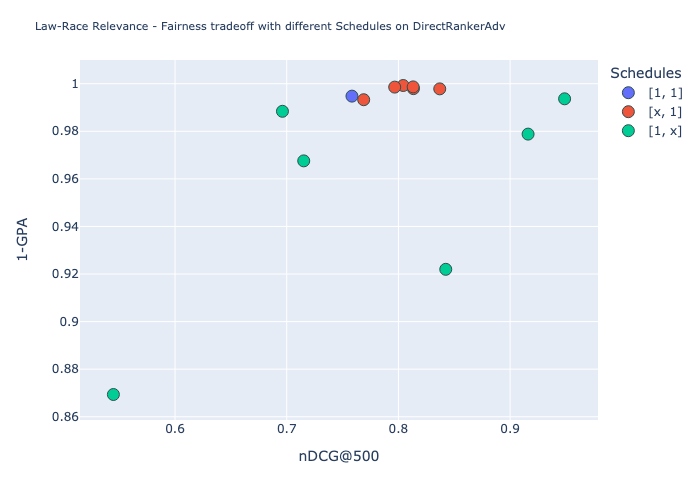 Law-Race Relevance - Fairness tradeoff with different Schedules on DirectRankerAdv
Schedules
[1, 1]
[x, 1]
[1, x]
1-GPA
1
0.98
0.96
0.94
0.92
0.9
0.88
0.86
0.6
0.7
0.8
0.9
nDCG@500